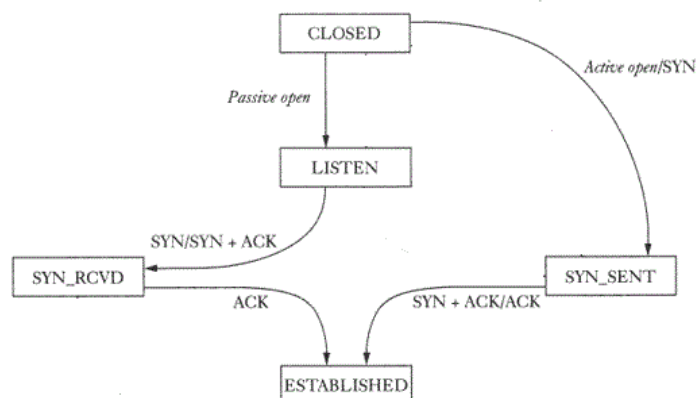 CLOSED
Active open/SYN
Passive open
LISTEN
SYN/SYN + ACK
SYN_RCVD
SYN_SENT
ACK
SYN + ACK/ACK
ESTABLISHED